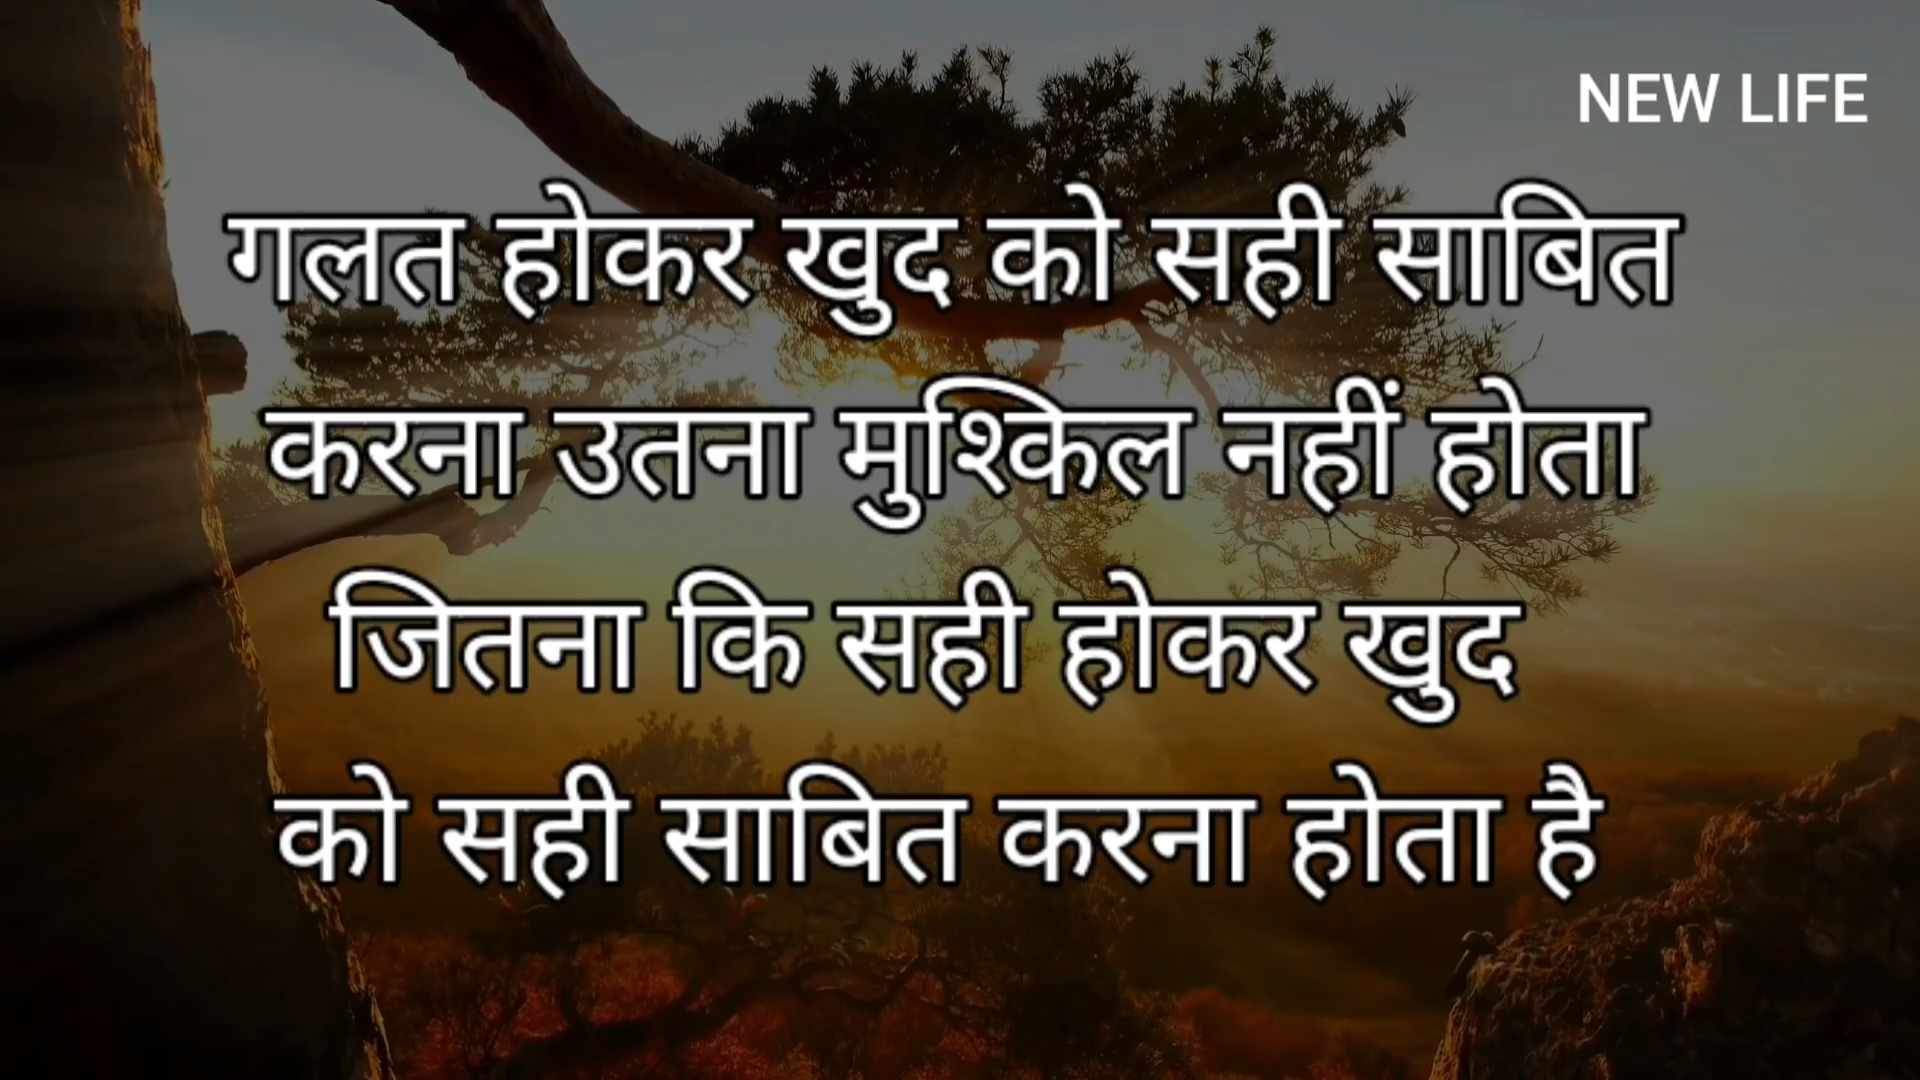 NEW LIFE
गलत होकर खुद को सही साबित
करना उतना मुश्किल नहीं होता
जितना कि सही होकर खुद
को सही साबित करना होता है